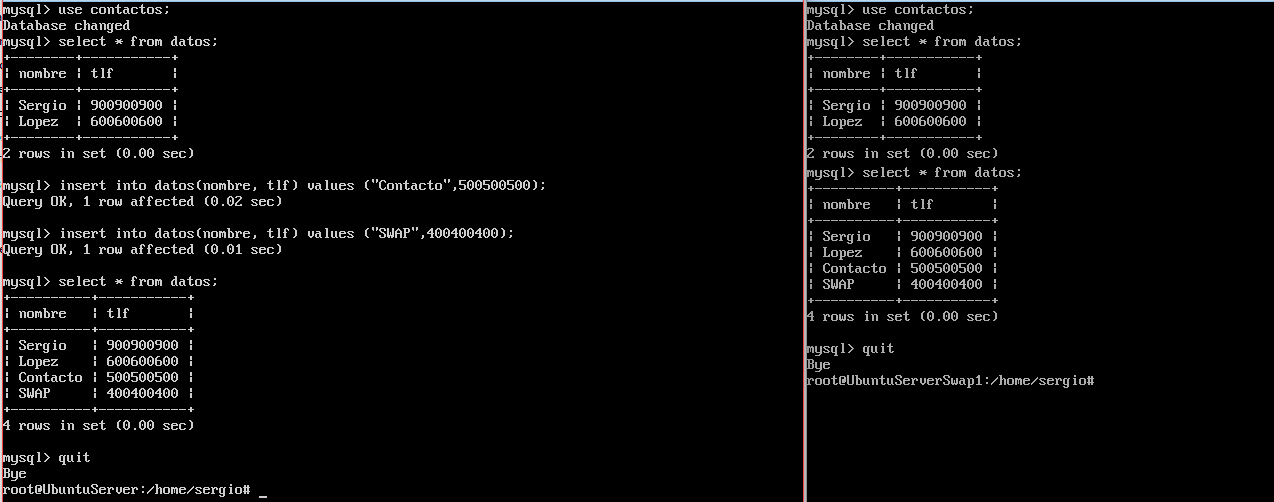 mysql> use contactos;
Database changed
mysql> select * from datos;
+--------+-----------+
| nombre | tlf       |
+--------+-----------+
| Sergio | 900900900 |
| Lopez  | 600600600 |
+--------+-----------+
2 rows in set (0.00 sec)
mysql> insert into datos(nombre, tlf) values ("Contacto",500500500);
Query OK, 1 row affected (0.02 sec)
mysql> insert into datos(nombre, tlf) values ("SWAP",400400400);
Query OK, 1 row affected (0.01 sec)
mysql> select * from datos;
+----------+-----------+
| nombre   | tlf       |
+----------+-----------+
| Sergio   | 900900900 |
| Lopez    | 600600600 |
| Contacto | 500500500 |
| SWAP     | 400400400 |
+----------+-----------+
4 rows in set (0.00 sec)
mysql> quit
Bye
root@UbuntuServer:/home/sergio# _
mysql> use contactos;
Database changed
mysql> select * from datos;
+--------+-----------+
| nombre | tlf       |
+--------+-----------+
| Sergio | 900900900 |
| Lopez  | 600600600 |
+--------+-----------+
2 rows in set (0.00 sec)
mysql> select * from datos;
+----------+-----------+
| nombre   | tlf       |
+----------+-----------+
| Sergio   | 900900900 |
| Lopez    | 600600600 |
| Contacto | 500500500 |
| SWAP     | 400400400 |
+----------+-----------+
4 rows in set (0.00 sec)
mysql> quit
Bye
root@UbuntuServerSwap1:/home/sergio#